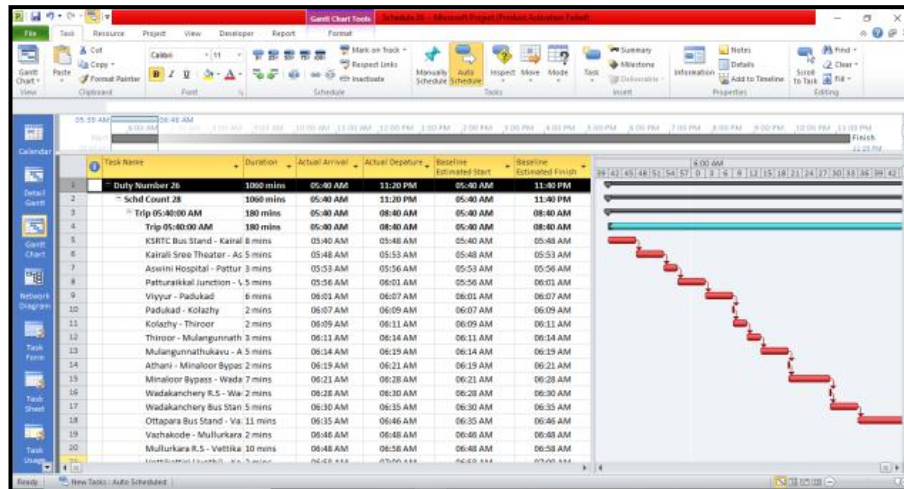 Gantt Chart Tools
Schedule 26 - Microsoft Project (Product Activation Failed)
File Task Resource Project View Developer Report Format
Cut
Copy
Format Painter
Paste
Clipboard
Gantt Chart
View
Calibri 11
B I U
Font
Mark on Track
Respect Links
Inactivate
Schedule
Manually Schedule
Auto Schedule
Inspect Move Mode
Tasks
Task
Summary
Milestone
Deliverable
Insert
Information
Notes
Details
Add to Timeline
Properties
Scroll to Task
Find
Clear
Fill
Editing
Finish
Calendar
Detail Gantt
Gantt Chart
Network Diagram
Task Form
Task Sheet
Task Usage
Task Name Duration Actual Arrival Actual Depature Baseline Estimated Start Baseline Estimated Finish
6:00 AM
39 42 45 48 51 54 57 0 3 6 9 12 15 18 21 24 27 30 33 36 39 42
1 Duty Number 26 1060 mins 05:40 AM 11:20 PM 05:40 AM 11:40 PM
2 Schd Count 28 1060 mins 05:40 AM 11:20 PM 05:40 AM 11:40 PM
3 Trip 05:40:00 AM 180 mins 05:40 AM 08:40 AM 05:40 AM 08:40 AM
4 Trip 05:40:00 AM 180 mins 05:40 AM 08:40 AM 05:40 AM 08:40 AM
5 KSRTC Bus Stand - Kairal 8 mins 05:40 AM 05:48 AM 05:40 AM 05:48 AM
6 Kairali Sree Theater - As 5 mins 05:48 AM 05:53 AM 05:48 AM 05:53 AM
7 Aswini Hospital - Pattur 3 mins 05:53 AM 05:56 AM 05:53 AM 05:56 AM
8 Patturaikkal Junction - V 5 mins 05:56 AM 06:01 AM 05:56 AM 06:01 AM
9 Viyyur - Padukad 6 mins 06:01 AM 06:07 AM 06:01 AM 06:07 AM
10 Padukad - Kolazhy 2 mins 06:07 AM 06:09 AM 06:07 AM 06:09 AM
11 Kolazhy - Thiroor 2 mins 06:09 AM 06:11 AM 06:09 AM 06:11 AM
12 Thiroor - Mulangunnath 3 mins 06:11 AM 06:14 AM 06:11 AM 06:14 AM
13 Mulangunnathukavu - A 5 mins 06:14 AM 06:19 AM 06:14 AM 06:19 AM
14 Athani - Minaloor Bypas 2 mins 06:19 AM 06:21 AM 06:19 AM 06:21 AM
15 Minaloor Bypass - Wada 7 mins 06:21 AM 06:28 AM 06:21 AM 06:28 AM
16 Wadakanchery R.S - Wa 2 mins 06:28 AM 06:30 AM 06:28 AM 06:30 AM
17 Wadakanchery Bus Stan 5 mins 06:30 AM 06:35 AM 06:30 AM 06:35 AM
18 Ottapara Bus Stand - Va 11 mins 06:35 AM 06:46 AM 06:35 AM 06:46 AM
19 Vazhakode - Mullurkara 2 mins 06:46 AM 06:48 AM 06:46 AM 06:48 AM
20 Mullurkara R.S - Vettika 10 mins 06:48 AM 06:58 AM 06:48 AM 06:58 AM
Ready New Tasks : Auto Scheduled